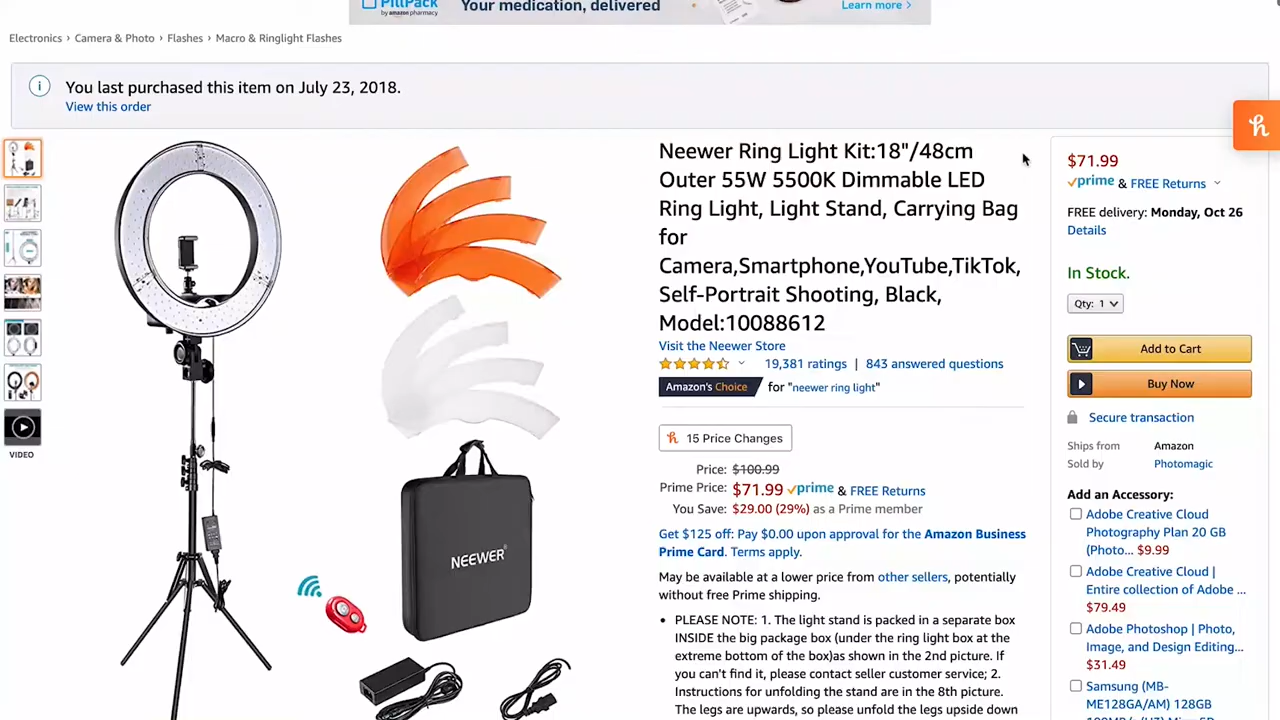 PillPack
by amazon pharmacy
Your medication, delivered
Learn more >
Electronics › Camera & Photo › Flashes › Macro & Ringlight Flashes
You last purchased this item on July 23, 2018.
View this order
Neewer Ring Light Kit:18"/48cm
Outer 55W 5500K Dimmable LED
Ring Light, Light Stand, Carrying Bag
for
Camera,Smartphone,YouTube,TikTok,
Self-Portrait Shooting, Black,
Model:10088612
Visit the Neewer Store
19,381 ratings | 843 answered questions
Amazon's Choice for "neewer ring light"
15 Price Changes
Price: $100.99
Prime Price: $71.99 prime & FREE Returns
You Save: $29.00 (29%) as a Prime member
Get $125 off: Pay $0.00 upon approval for the Amazon Business
Prime Card. Terms apply.
May be available at a lower price from other sellers, potentially
without free Prime shipping.
• PLEASE NOTE: 1. The light stand is packed in a separate box
INSIDE the big package box (under the ring light box at the
extreme bottom of the box)as shown in the 2nd picture. If
you can't find it, please contact seller customer service; 2.
Instructions for unfolding the stand are in the 8th picture.
The legs are upwards, so please unfold the legs upside down
h
$71.99
prime & FREE Returns
FREE delivery: Monday, Oct 26
Details
In Stock.
Qty: 1
Add to Cart
Buy Now
Secure transaction
Ships from Amazon
Sold by Photomagic
Add an Accessory:
Adobe Creative Cloud
Photography Plan 20 GB
(Photo... $9.99
Adobe Creative Cloud |
Entire collection of Adobe ...
$79.49
Adobe Photoshop | Photo,
Image, and Design Editing...
$31.49
Samsung (MB-
ME128GA/AM) 128GB
VIDEO
NEEWER